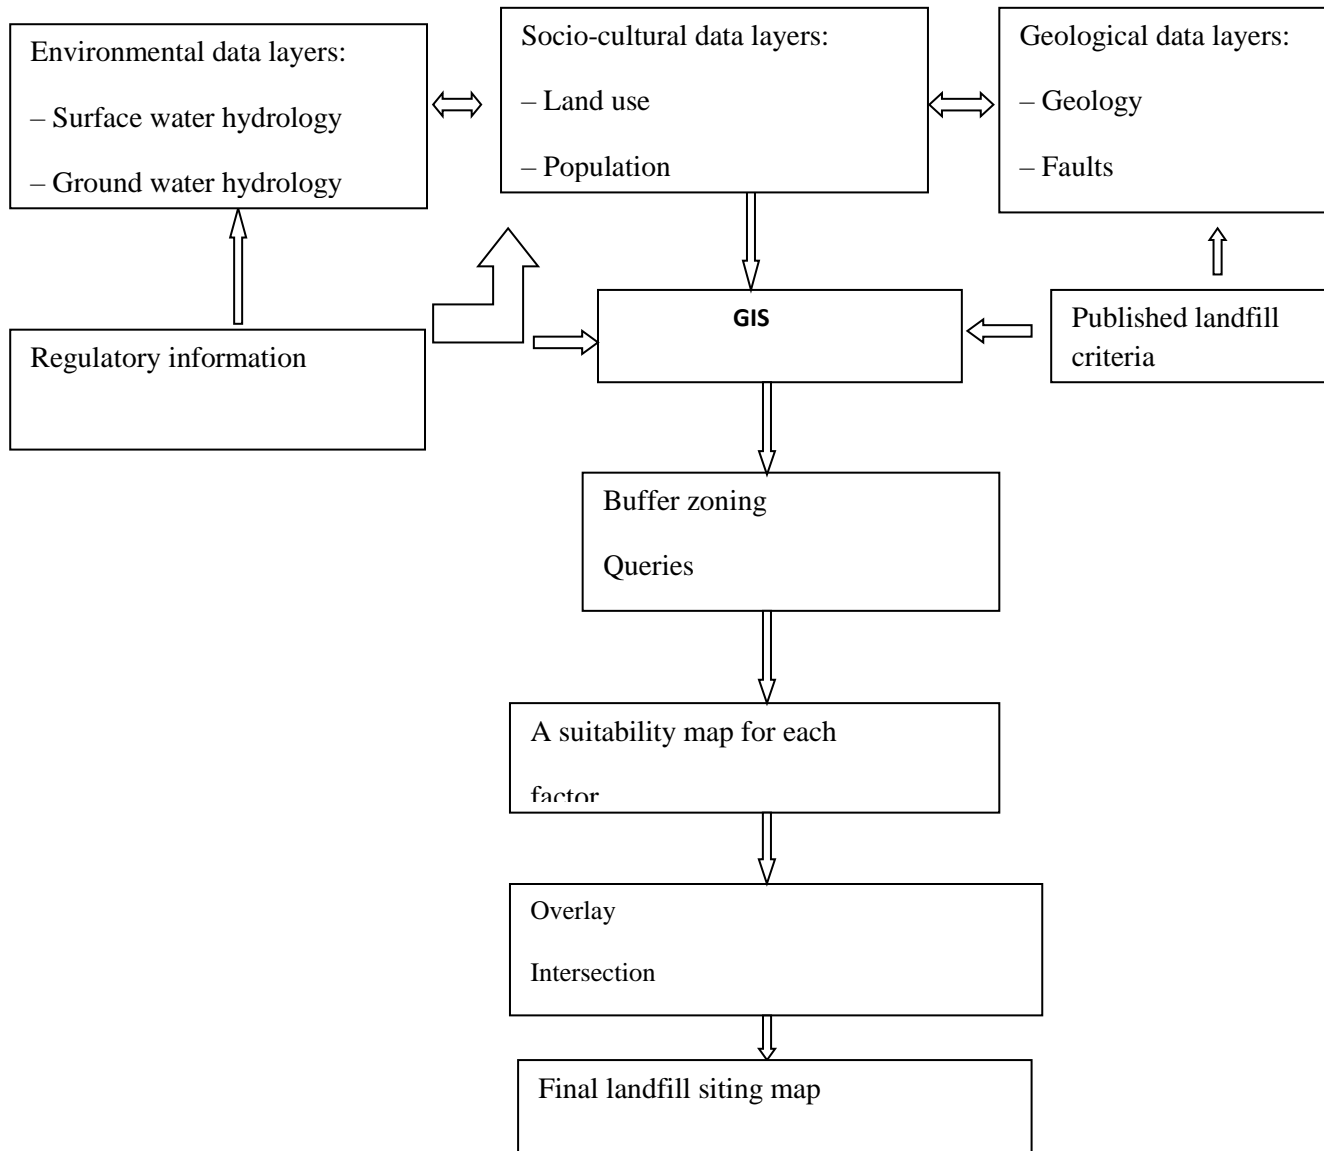 Environmental data layers:
– Surface water hydrology
– Ground water hydrology
Socio-cultural data layers:
– Land use
– Population
Geological data layers:
– Geology
– Faults
Regulatory information
GIS
Published landfill
criteria
Buffer zoning
Queries
A suitability map for each
factor
Overlay
Intersection
Final landfill siting map